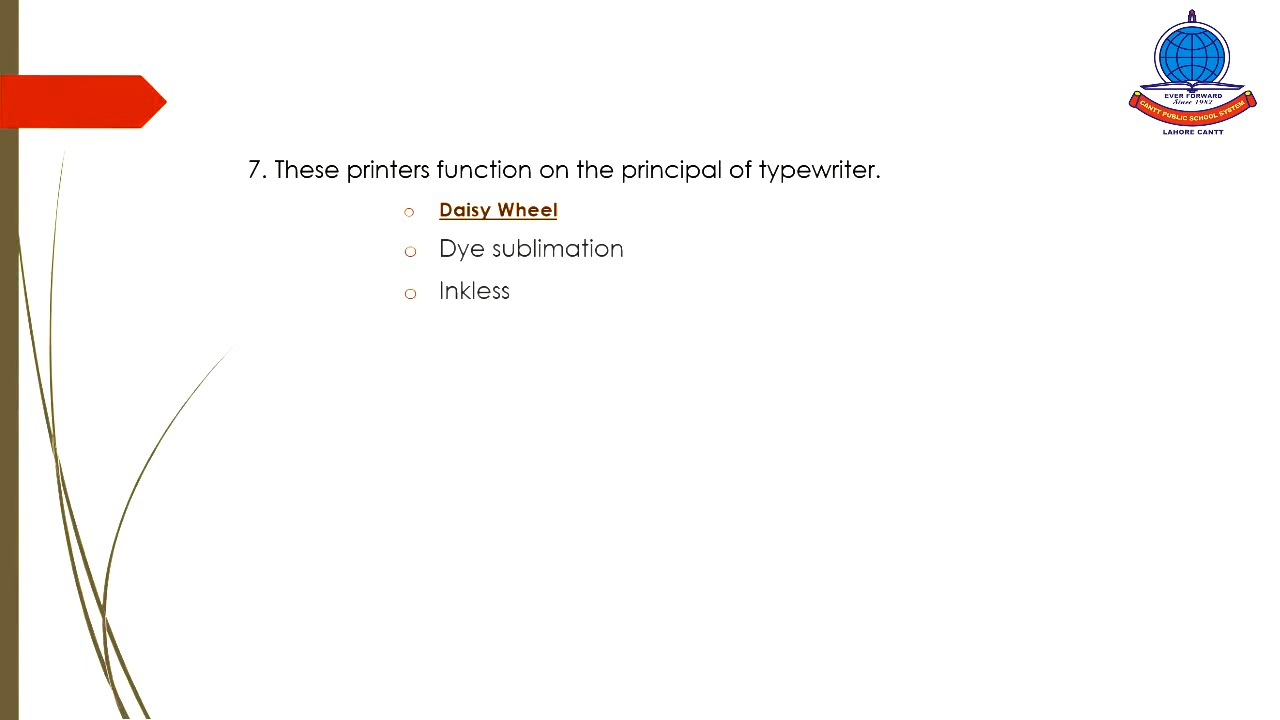 EVER FORWARD
Since 1982
CANTT PUBLIC SCHOOL SYSTEM
LAHORE CANTT
7. These printers function on the principal of typewriter.
o Daisy Wheel
o Dye sublimation
o Inkless